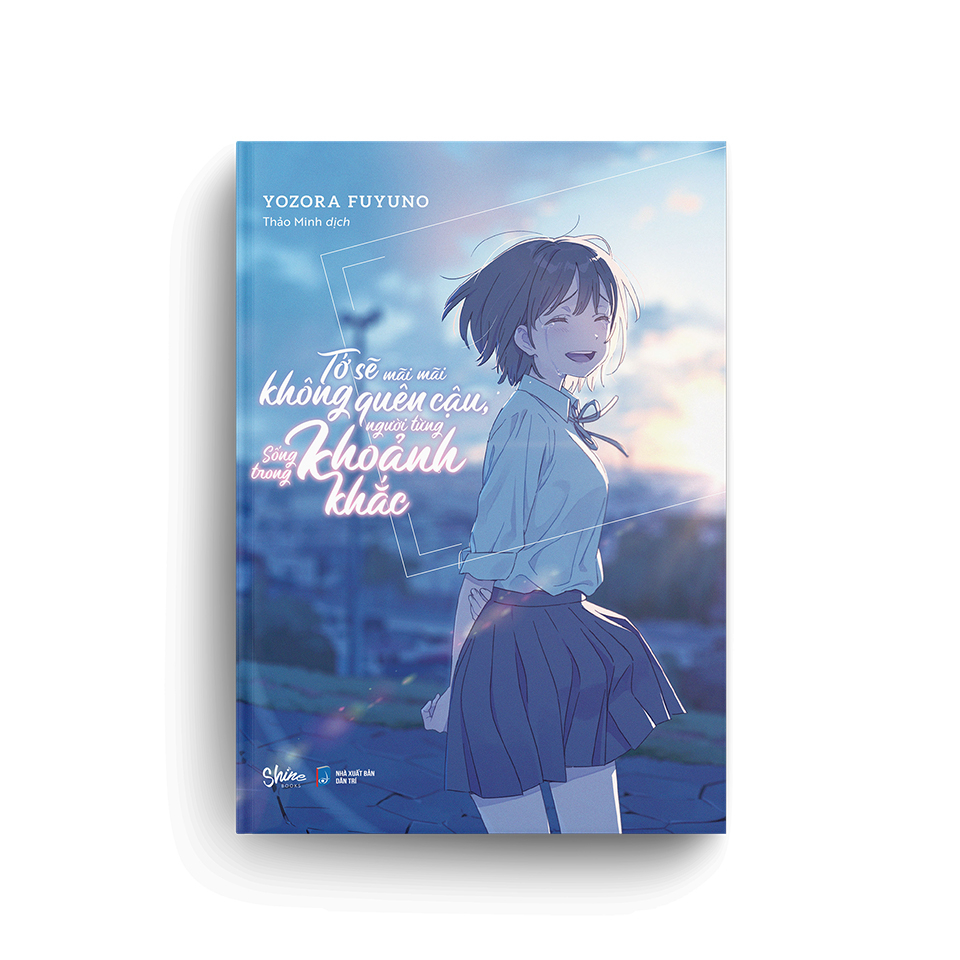 YOZORA FUYUNO
Thảo Minh dịch
Tớ sẽ mãi mãi
không quên cậu,
người từng
Sống
trong
khoảnh
khắc
Shine
BOOKS
NHÀ XUẤT BẢN
DÂN TRÍ